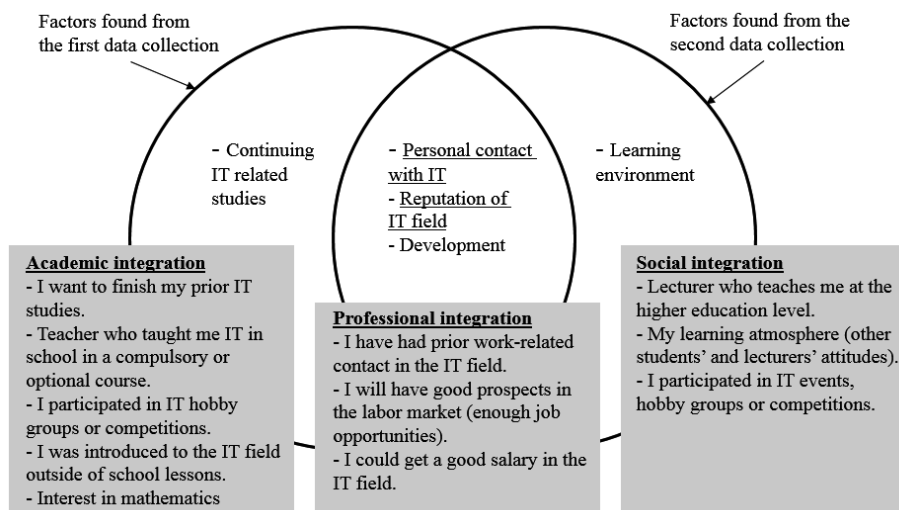 Factors found from
the first data collection
Factors found from the
second data collection
- Continuing
IT related
studies
- Personal contact
with IT
- Reputation of
IT field
- Development
- Learning
environment
Academic integration
- I want to finish my prior IT
studies.
- Teacher who taught me IT in
school in a compulsory or
optional course.
- I participated in IT hobby
groups or competitions.
- I was introduced to the IT field
outside of school lessons.
- Interest in mathematics
Professional integration
- I have had prior work-related
contact in the IT field.
- I will have good prospects in
the labor market (enough job
opportunities).
- I could get a good salary in the
IT field.
Social integration
- Lecturer who teaches me at the
higher education level.
- My learning atmosphere (other
students' and lecturers' attitudes).
- I participated in IT events,
hobby groups or competitions.